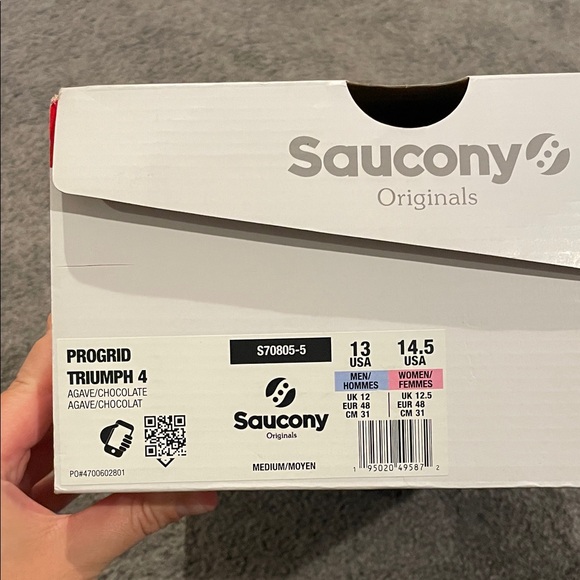 Saucony
Originals
PROGRID
TRIUMPH 4
AGAVE/CHOCOLATE
AGAVE/CHOCOLAT
PO#4700602801
S70805-5
Saucony
Originals
MEDIUM/MOYEN
13 14.5
USA USA
MEN/ WOMEN/
HOMMES FEMMES
UK 12 UK 12.5
EUR 48 EUR 48
CM 31 CM 31
1 95020 49587 2